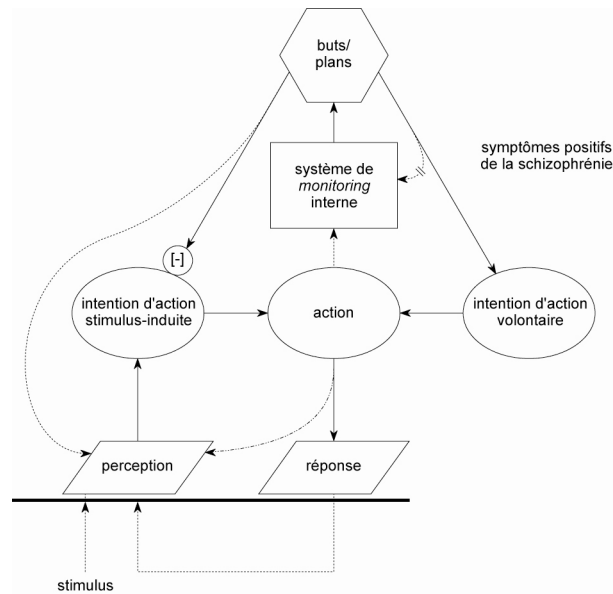 buts/
plans
symptômes positifs
de la schizophrénie
système de
monitoring
interne
[-]
intention d'action
stimulus-induite
action
intention d'action
volontaire
perception
réponse
stimulus